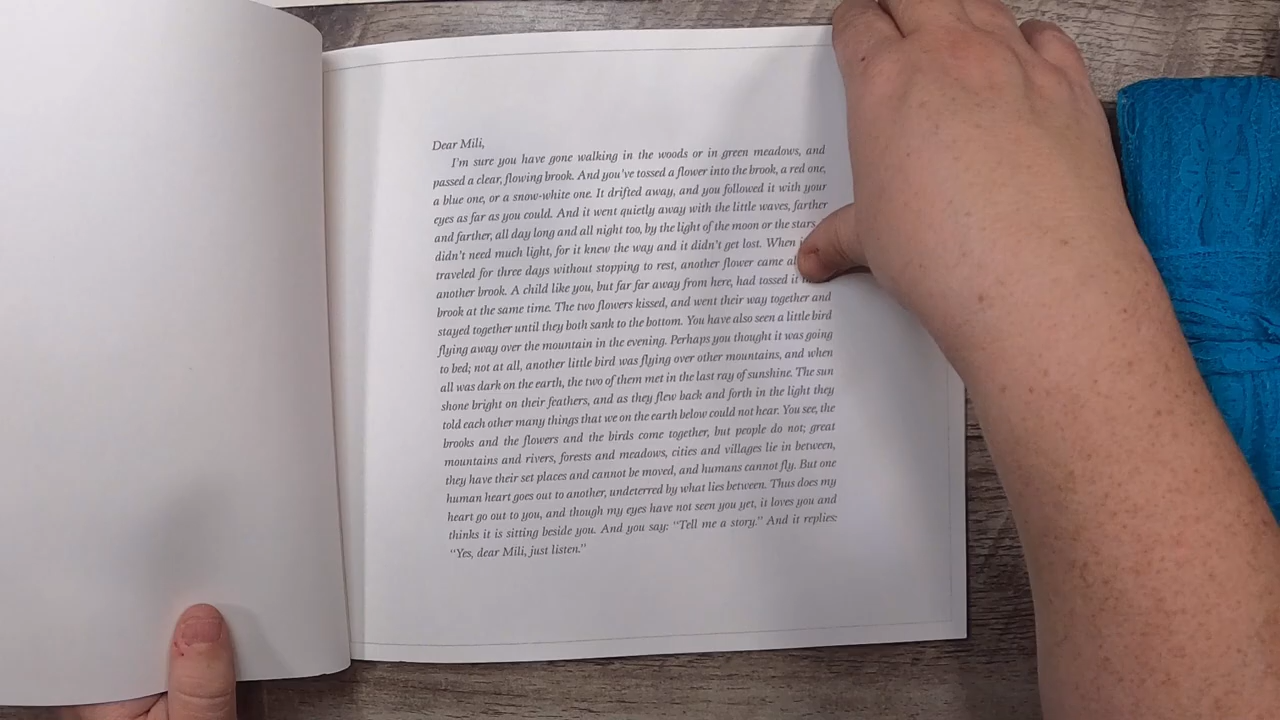 Dear Mili,
I'm sure you have gone walking in the woods or in green meadows, and
passed a clear, flowing brook. And you've tossed a flower into the brook, a red one,
a blue one, or a snow-white one. It drifted away, and you followed it with your
eyes as far as you could. And it went quietly away with the little waves, farther
and farther, all day long and all night too, by the light of the moon or the stars.
didn't need much light, for it knew the way and it didn't get lost. When
traveled for three days without stopping to rest, another flower came
another brook. A child like you, but far far away from here, had tossed it
brook at the same time. The two flowers kissed, and went their way together and
stayed together until they both sank to the bottom. You have also seen a little bird
flying away over the mountain in the evening. Perhaps you thought it was going
to bed; not at all, another little bird was flying over other mountains, and when
all was dark on the earth, the two of them met in the last ray of sunshine. The sun
shone bright on their feathers, and as they flew back and forth in the light they
told each other many things that we on the earth below could not hear. You see, the
brooks and the flowers and the birds come together, but people do not; great
mountains and rivers, forests and meadows, cities and villages lie in between,
they have their set places and cannot be moved, and humans cannot fly. But one
human heart goes out to another, undeterred by what lies between. Thus does my
heart go out to you, and though my eyes have not seen you yet, it loves you and
thinks it is sitting beside you. And you say: "Tell me a story." And it replies:
"Yes, dear Mili, just listen."